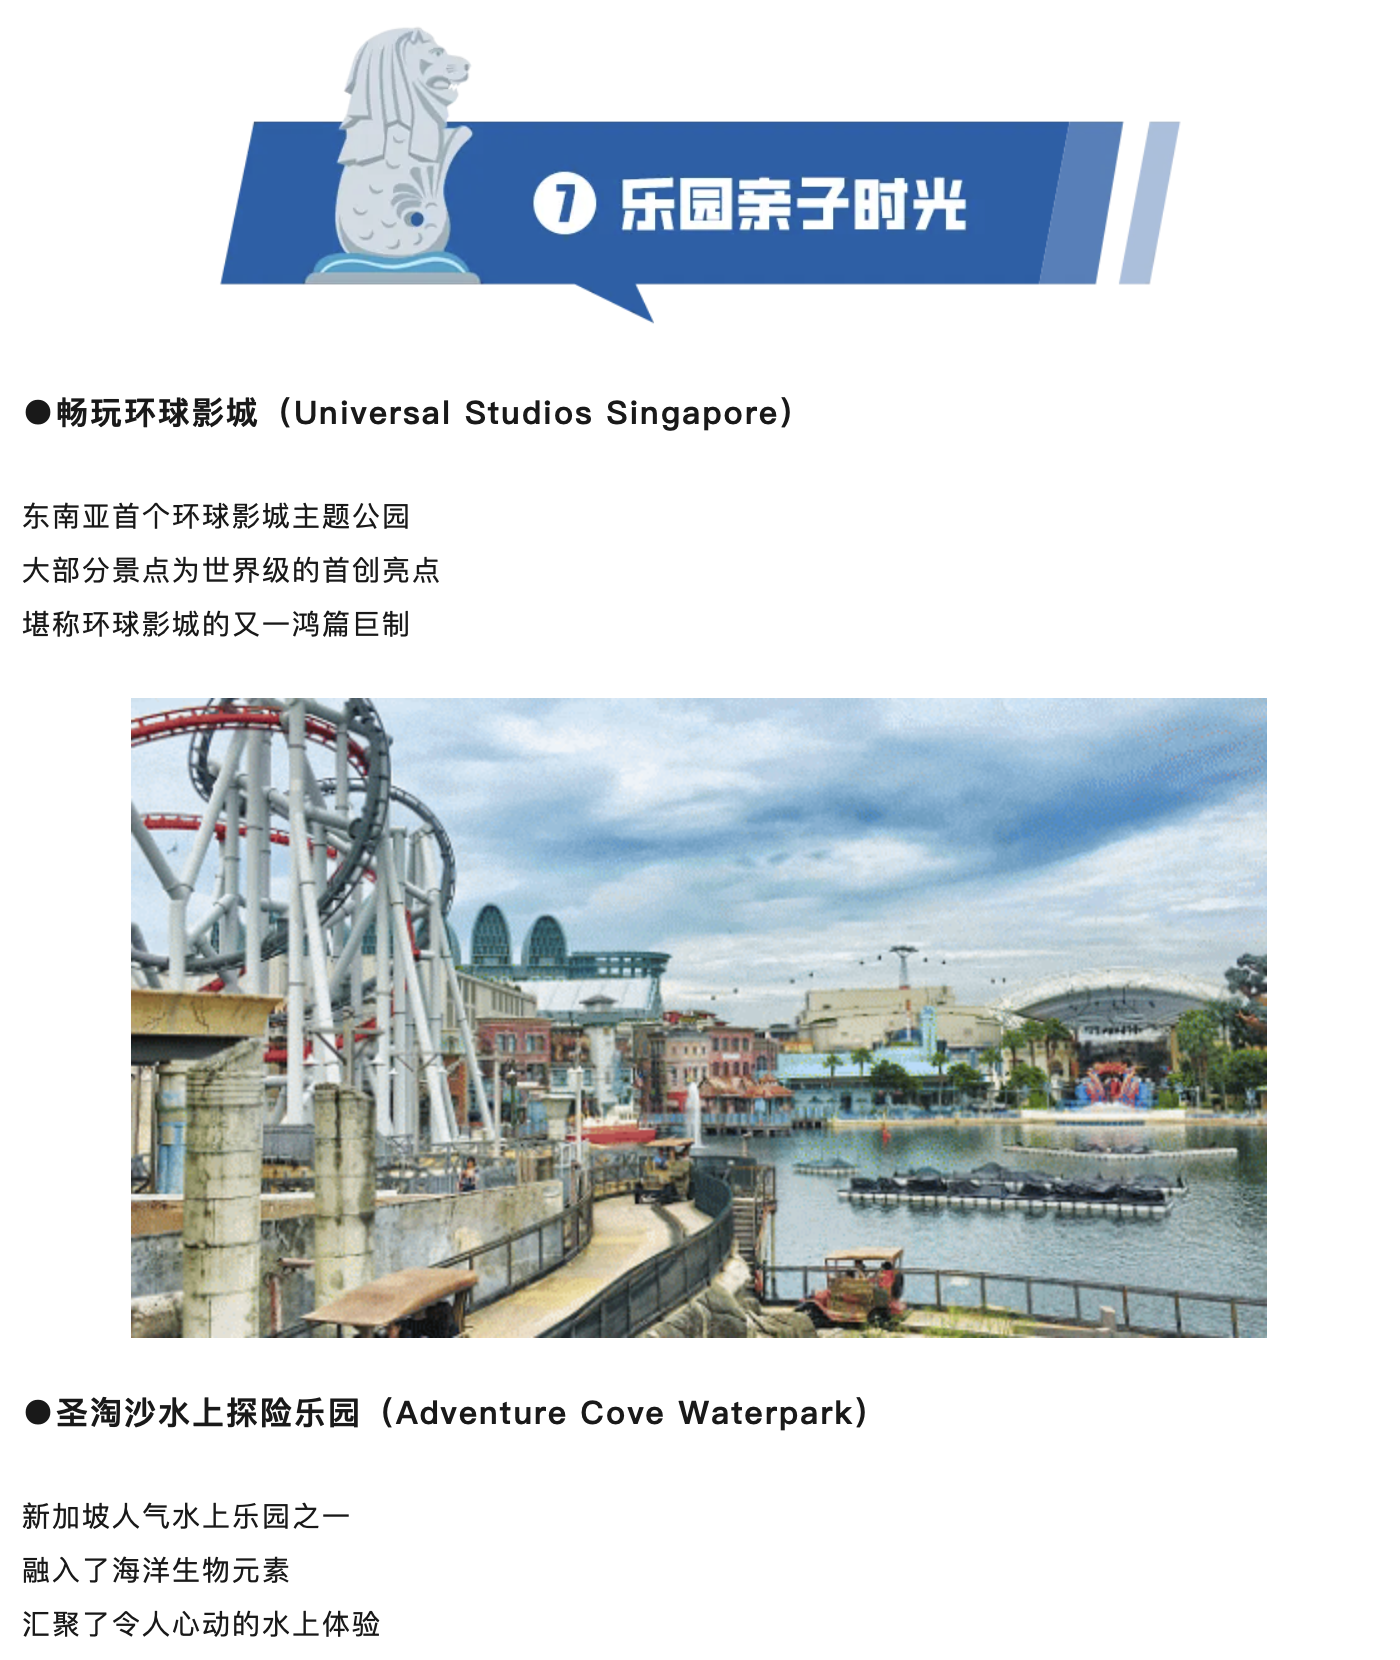 7 乐园亲子时光
●畅玩环球影城（Universal Studios Singapore）
东南亚首个环球影城主题公园
大部分景点为世界级的首创亮点
堪称环球影城的又一鸿篇巨制
●圣淘沙水上探险乐园（Adventure Cove Waterpark）
新加坡人气水上乐园之一
融入了海洋生物元素
汇聚了令人心动的水上体验